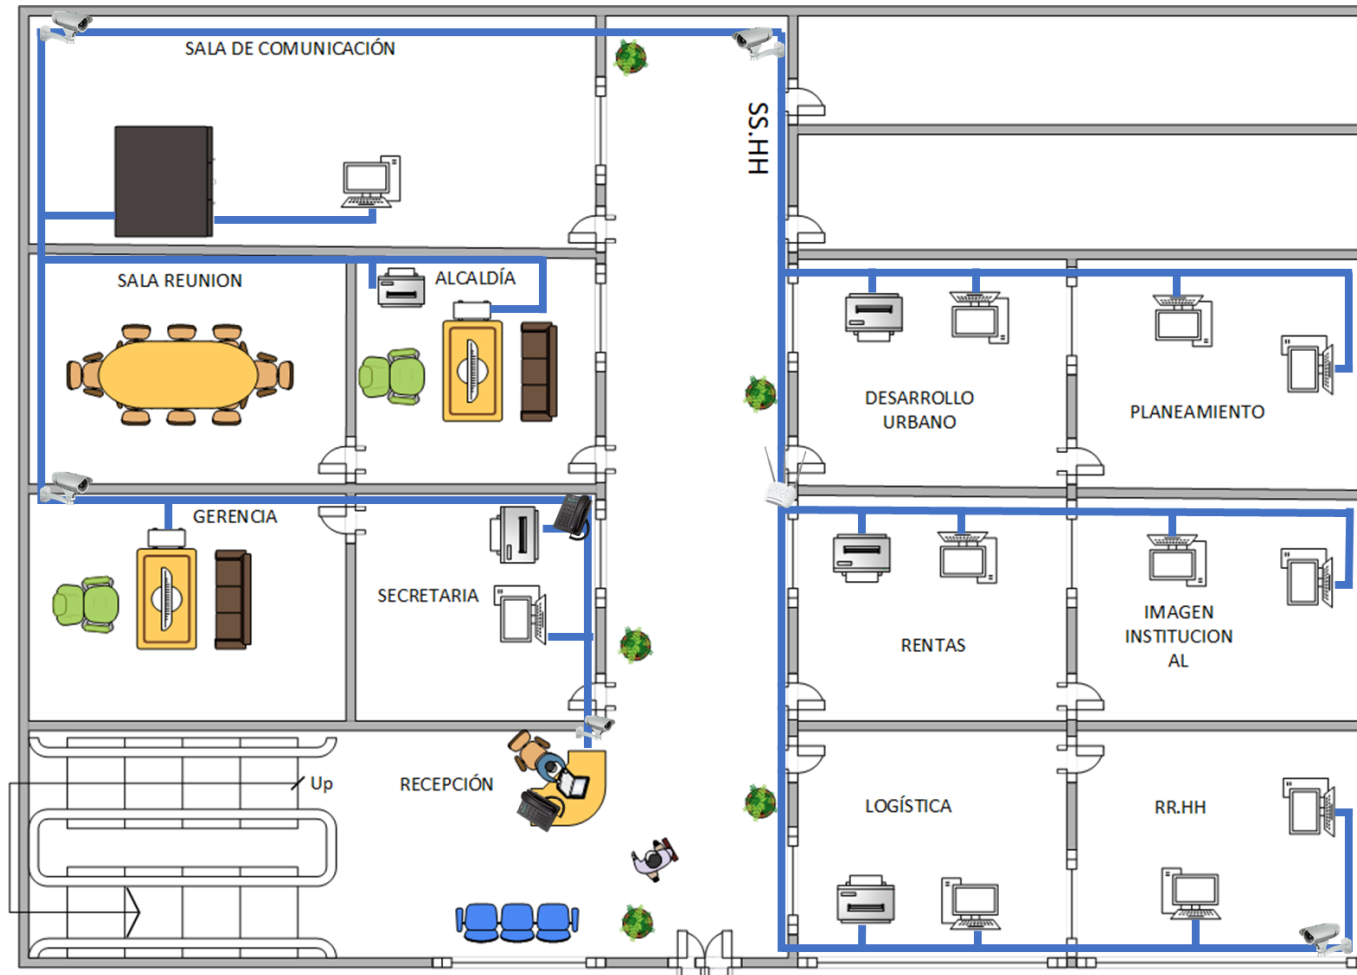 SALA DE COMUNICACIÓN
SS.HH
SALA REUNION
ALCALDÍA
DESARROLLO
URBANO
PLANEAMIENTO
GERENCIA
SECRETARIA
RENTAS
IMAGEN
INSTITUCION
AL
Up
RECEPCIÓN
LOGÍSTICA
RR.HH